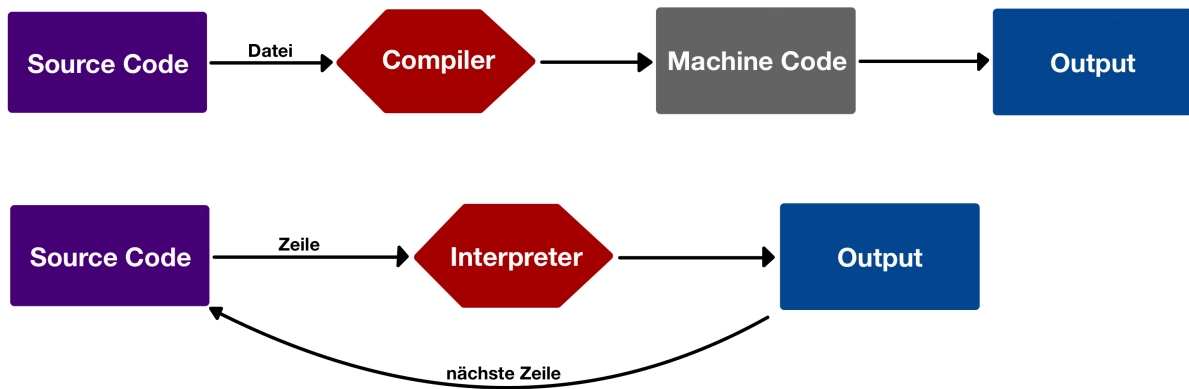 Source Code
Datei
Compiler
Machine Code
Output
Source Code
Zeile
Interpreter
Output
nächste Zeile